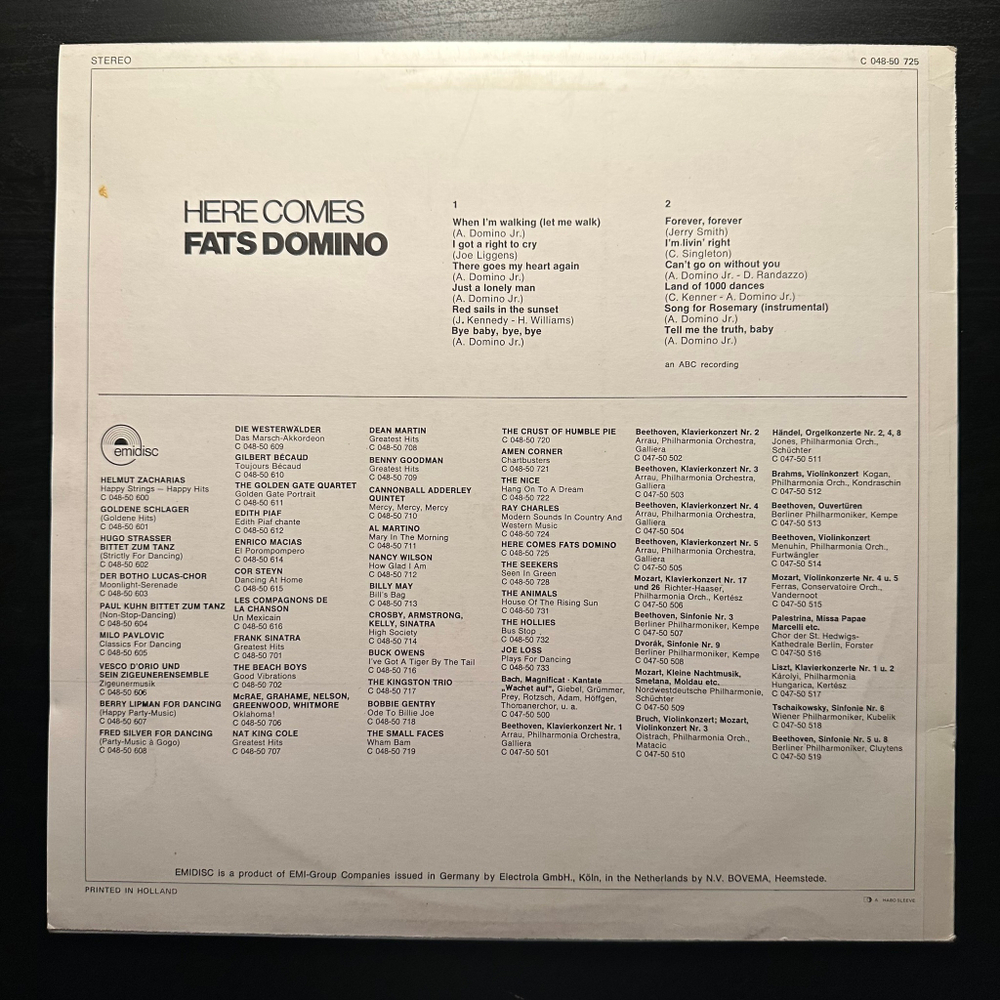 STEREO
C 048-50 725
HERE COMES
FATS DOMINO
1
When I'm walking (let me walk)
(A. Domino Jr.)
I got a right to cry
(Joe Liggens)
There goes my heart again
(A. Domino Jr.)
Just a lonely man
(A. Domino Jr.)
Red sails in the sunset
(J. Kennedy - H. Williams)
Bye baby, bye, bye
(A. Domino Jr.)
2
Forever, forever
(Jerry Smith)
I'm livin' right
(C. Singleton)
Can't go on without you
(A. Domino Jr. - D. Randazzo)
Land of 1000 dances
(C. Kenner - A. Domino Jr.)
Song for Rosemary (instrumental)
(A. Domino Jr.)
Tell me the truth, baby
(A. Domino Jr.)
an ABC recording
emidisc
HELMUT ZACHARIAS
Happy Strings — Happy Hits
C 048-50 600
GOLDENE SCHLAGER
(Goldene Hits)
C 048-50 601
HUGO STRASSER
BITTET ZUM TANZ
(Strictly For Dancing)
C 048-50 602
DER BOTHO LUCAS-CHOR
Moonlight-Serenade
C 048-50 603
PAUL KUHN BITTET ZUM TANZ
(Non-Stop-Dancing)
C 048-50 604
MILO PAVLOVIC
Classics For Dancing
C 048-50 605
VESCO D'ORIO UND
SEIN ZIGEUNERENSEMBLE
Zigeunermusik
C 048-50 606
BERRY LIPMAN FOR DANCING
(Happy Party-Music)
C 048-50 607
FRED SILVER FOR DANCING
(Party-Music à Gogo)
C 048-50 608
DIE WESTERWÄLDER
Das Marsch-Akkordeon
C 048-50 609
GILBERT BÉCAUD
Toujours Bécaud
C 048-50 610
THE GOLDEN GATE QUARTET
Golden Gate Portrait
C 048-50 611
EDITH PIAF
Edith Piaf chante
C 048-50 612
ENRICO MACIAS
El Porompompero
C 048-50 614
COR STEYN
Dancing At Home
C 048-50 615
LES COMPAGNONS DE
LA CHANSON
Un Mexicain
C 048-50 616
FRANK SINATRA
Greatest Hits
C 048-50 701
THE BEACH BOYS
Good Vibrations
C 048-50 702
McRAE, GRAHAME, NELSON,
GREENWOOD, WHITMORE
Oklahoma!
C 048-50 706
NAT KING COLE
Greatest Hits
C 048-50 707
DEAN MARTIN
Greatest Hits
C 048-50 708
BENNY GOODMAN
Greatest Hits
C 048-50 709
CANNONBALL ADDERLEY
QUINTET
Mercy, Mercy, Mercy
C 048-50 710
AL MARTINO
Mary In The Morning
C 048-50 711
NANCY WILSON
How Glad I Am
C 048-50 712
BILLY MAY
Bill's Bag
C 048-50 713
CROSBY, ARMSTRONG,
KELLY, SINATRA
High Society
C 048-50 714
BUCK OWENS
I've Got A Tiger By The Tail
C 048-50 716
THE KINGSTON TRIO
C 048-50 717
BOBBIE GENTRY
Ode To Billie Joe
C 048-50 718
THE SMALL FACES
Wham Bam
C 048-50 719
THE CRUST OF HUMBLE PIE
C 048-50 720
AMEN CORNER
Chartbusters
C 048-50 721
THE NICE
Hang On To A Dream
C 048-50 722
RAY CHARLES
Modern Sounds In Country And
Western Music
C 048-50 724
HERE COMES FATS DOMINO
C 048-50 725
THE SEEKERS
Seen In Green
C 048-50 728
THE ANIMALS
House Of The Rising Sun
C 048-50 731
THE HOLLIES
Bus Stop
C 048-50 732
JOE LOSS
Plays For Dancing
C 048-50 733
Bach, Magnificat · Kantate
„Wachet auf“, Giebel, Grümmer,
Prey, Rotzsch, Adam, Höffgen,
Thomanerchor, u. a.
C 047-50 500
Beethoven, Klavierkonzert Nr. 1
Arrau, Philharmonia Orchestra,
Galliera
C 047-50 501
Beethoven, Klavierkonzert Nr. 2
Arrau, Philharmonia Orchestra,
Galliera
C 047-50 502
Beethoven, Klavierkonzert Nr. 3
Arrau, Philharmonia Orchestra,
Galliera
C 047-50 503
Beethoven, Klavierkonzert Nr. 4
Arrau, Philharmonia Orchestra,
Galliera
C 047-50 504
Beethoven, Klavierkonzert Nr. 5
Arrau, Philharmonia Orchestra,
Galliera
C 047-50 505
Mozart, Klavierkonzert Nr. 17
und 26 Richter-Haaser,
Philharmonia Orch., Kertész
C 047-50 506
Beethoven, Sinfonie Nr. 3
Berliner Philharmoniker, Kempe
C 047-50 507
Dvorák, Sinfonie Nr. 9
Berliner Philharmoniker, Kempe
C 047-50 508
Mozart, Kleine Nachtmusik,
Smetana, Moldau etc.
Nordwestdeutsche Philharmonie,
Schüchter
C 047-50 509
Bruch, Violinkonzert; Mozart,
Violinkonzert Nr. 3
Oistrach, Philharmonia Orch.,
Matacic
C 047-50 510
Händel, Orgelkonzerte Nr. 2, 4, 8
Jones, Philharmonia Orch.,
Schüchter
C 047-50 511
Brahms, Violinkonzert Kogan,
Philharmonia Orch., Kondraschin
C 047-50 512
Beethoven, Ouvertüren
Berliner Philharmoniker, Kempe
C 047-50 513
Beethoven, Violinkonzert
Menuhin, Philharmonia Orch.,
Furtwängler
C 047-50 514
Mozart, Violinkonzerte Nr. 4 u. 5
Ferras, Conservatoire Orch.,
Vandernoot
C 047-50 515
Palestrina, Missa Papae
Marcelli etc.
Chor der St. Hedwigs-
Kathedrale Berlin, Forster
C 047-50 516
Liszt, Klavierkonzerte Nr. 1 u. 2
Károlyi, Philharmonia
Hungarica, Kertész
C 047-50 517
Tschaikowsky, Sinfonie Nr. 6
Wiener Philharmoniker, Kubelik
C 047-50 518
Beethoven, Sinfonie Nr. 5 u. 8
Berliner Philharmoniker, Cluytens
C 047-50 519
EMIDISC is a product of EMI-Group Companies issued in Germany by Electrola GmbH., Köln, in the Netherlands by N.V. BOVEMA, Heemstede.
PRINTED IN HOLLAND